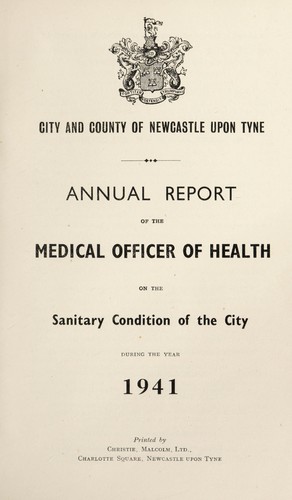 CITY AND COUNTY OF NEWCASTLE UPON TYNE
ANNUAL REPORT
OF THE
MEDICAL OFFICER OF HEALTH
ON THE
Sanitary Condition of the City
DURING THE YEAR
1941
Printed by
CHRISTIE, MALCOLM, LTD.,
CHARLOTTE SQUARE, NEWCASTLE UPON TYNE